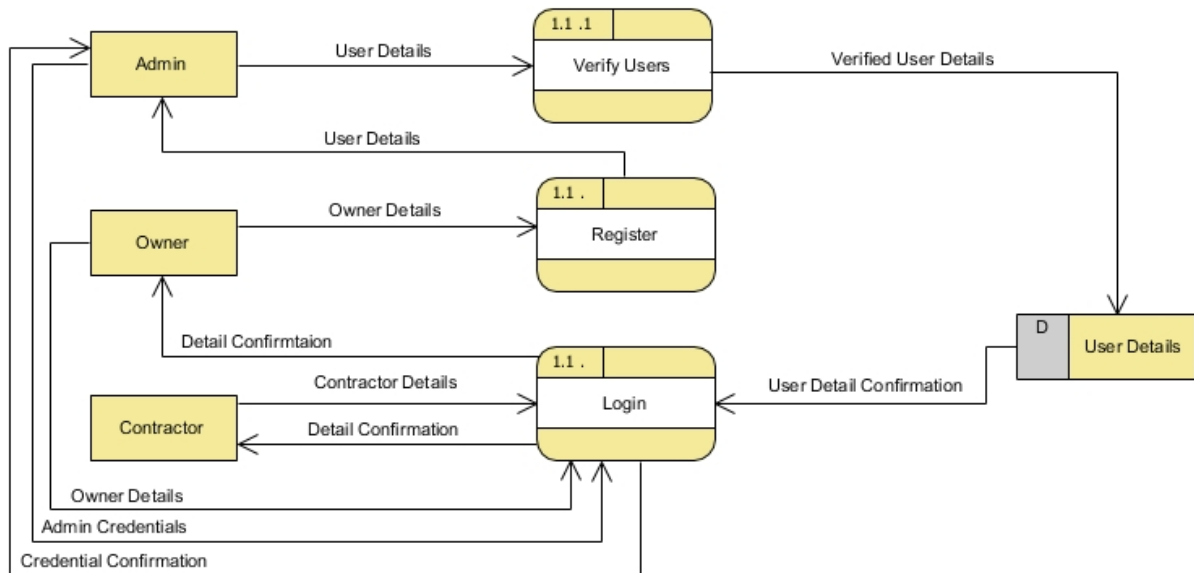 1.1 .1
Admin
User Details
Verify Users
Verified User Details
User Details
1.1 .
Owner Details
Owner
Register
Detail Confirmtaion
1.1 .
D
User Details
Contractor Details
User Detail Confirmation
Login
Contractor
Detail Confirmation
Owner Details
Admin Credentials
Credential Confirmation